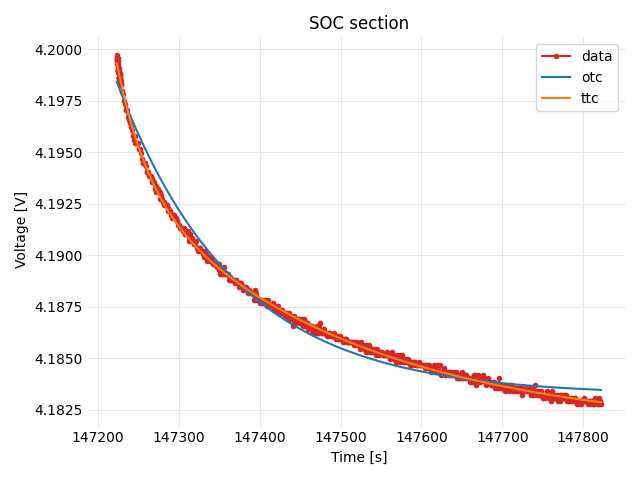 SOC section
4.2000
4.1975
4.1950
4.1925
4.1900
4.1875
4.1850
4.1825
Voltage [V]
data
otc
ttc
147200
147300
147400
147500
147600
147700
147800
Time [s]